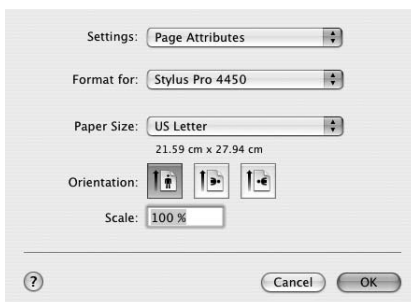 Settings: Page Attributes
Format for: Stylus Pro 4450
Paper Size: US Letter
21.59 cm x 27.94 cm
Orientation:
Scale: 100 %
? Cancel OK